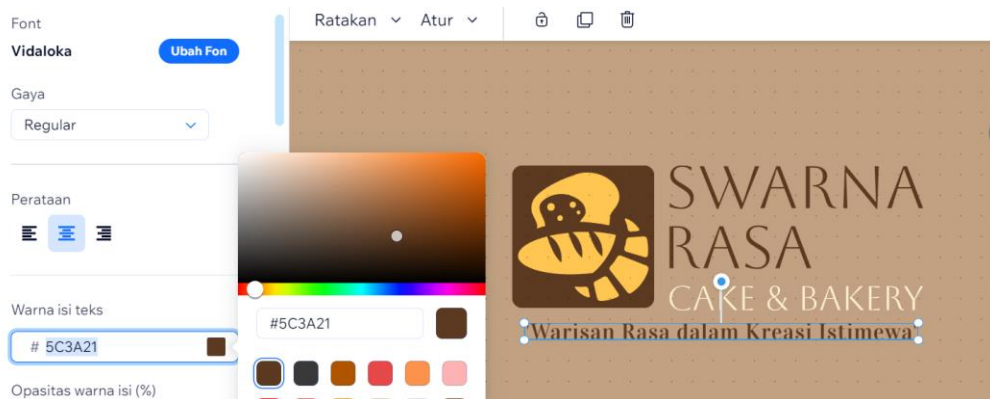 Font
Vidaloka
Ubah Fon
Gaya
Regular
Perataan
Warna isi teks
# 5C3A21
Opasitas warna isi (%)
#5C3A21
Ratakan
Atur
SWARNA
RASA
CAKE & BAKERY
"Warisan Rasa dalam Kreasi Istimewa"